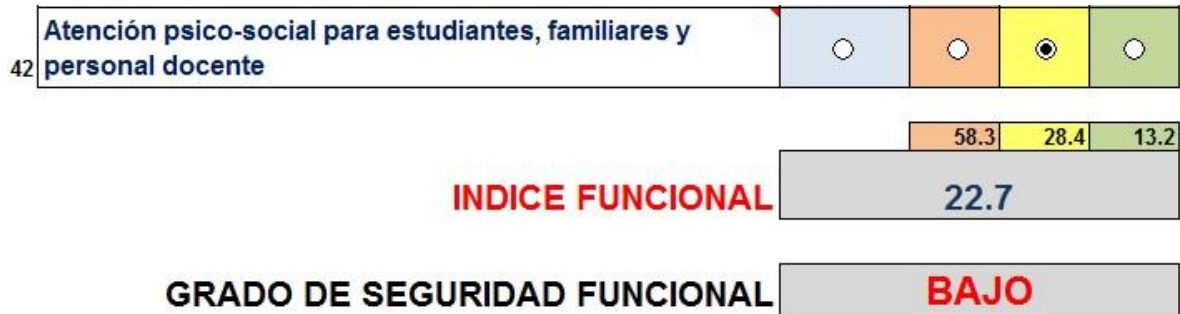 Atención psico-social para estudiantes, familiares y
42 personal docente
58.3 28.4 13.2
INDICE FUNCIONAL 22.7
GRADO DE SEGURIDAD FUNCIONAL BAJO